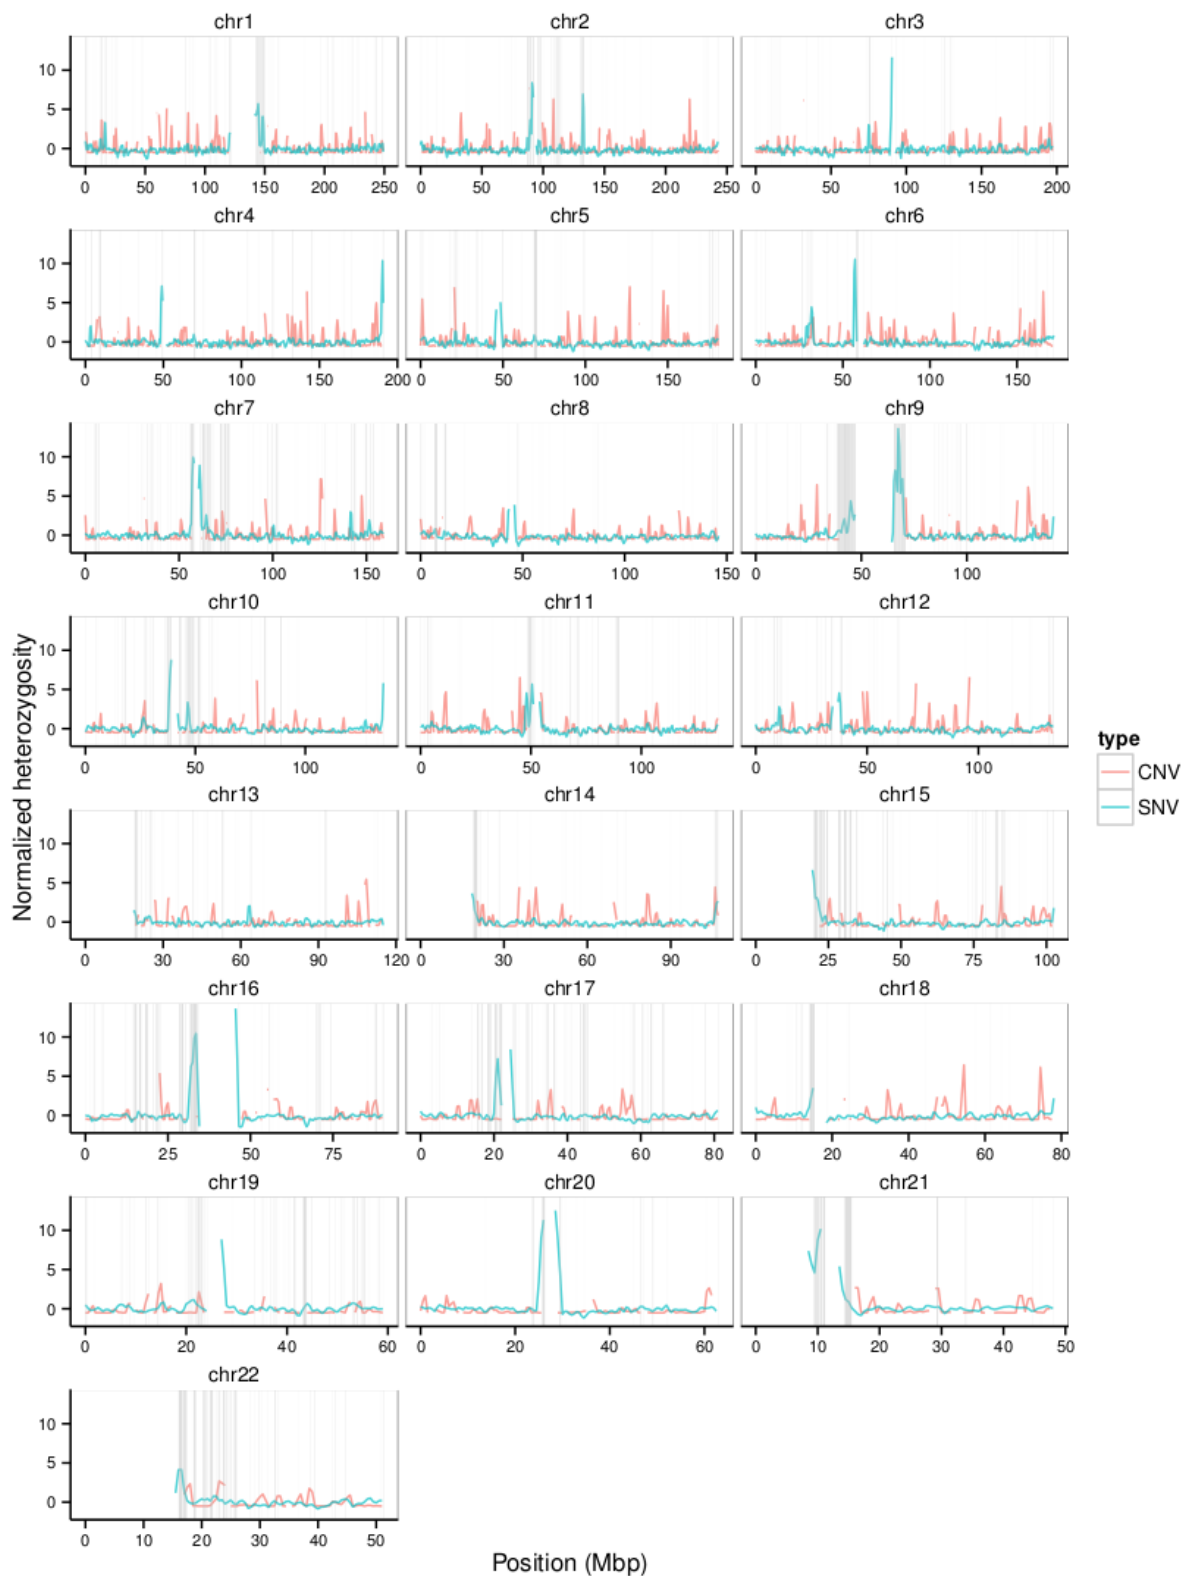 chr1 chr2 chr3
10
5
0
0 50 100 150 200 250 0 50 100 150 200 250 0 50 100 150 200
chr4 chr5 chr6
10
5
0
0 50 100 150 200 0 50 100 150 0 50 100 150
chr7 chr8 chr9
10
5
0
0 50 100 150 0 50 100 150 0 50 100
chr10 chr11 chr12
10
5
0
0 50 100 0 50 100 0 50 100
Normalized heterozygosity
type
CNV
SNV
chr13 chr14 chr15
10
5
0
0 30 60 90 120 0 30 60 90 0 25 50 75 100
chr16 chr17 chr18
10
5
0
0 25 50 75 0 20 40 60 80 0 20 40 60 80
chr19 chr20 chr21
10
5
0
0 20 40 60 0 20 40 60 0 10 20 30 40 50
chr22
10
5
0
0 10 20 30 40 50
Position (Mbp)